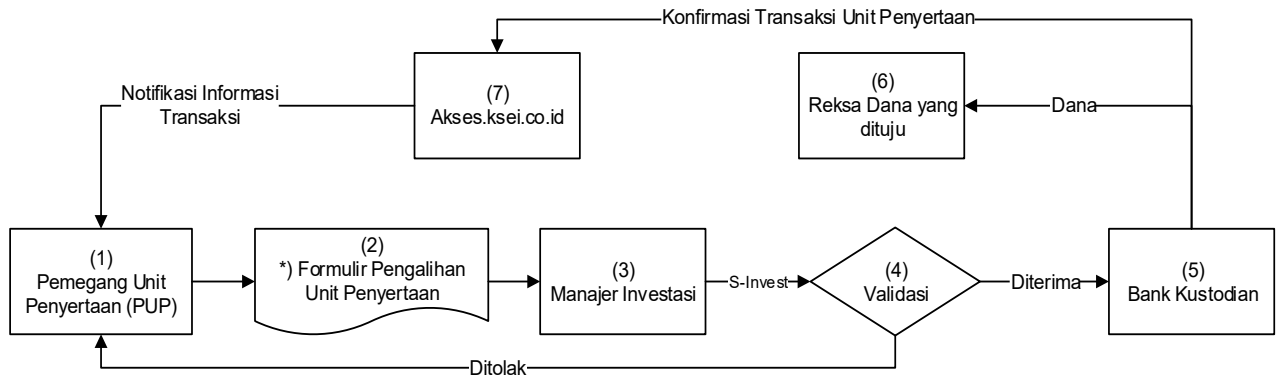 Konfirmasi Transaksi Unit Penyertaan
(7)
Akses.ksei.co.id
(6)
Reksa Dana yang
dituju
Dana
Notifikasi Informasi
Transaksi
(1)
Pemegang Unit
Penyertaan (PUP)
(2)
*) Formulir Pengalihan
Unit Penyertaan
(3)
Manajer Investasi
S-Invest
(4)
Validasi
Diterima
(5)
Bank Kustodian
Ditolak